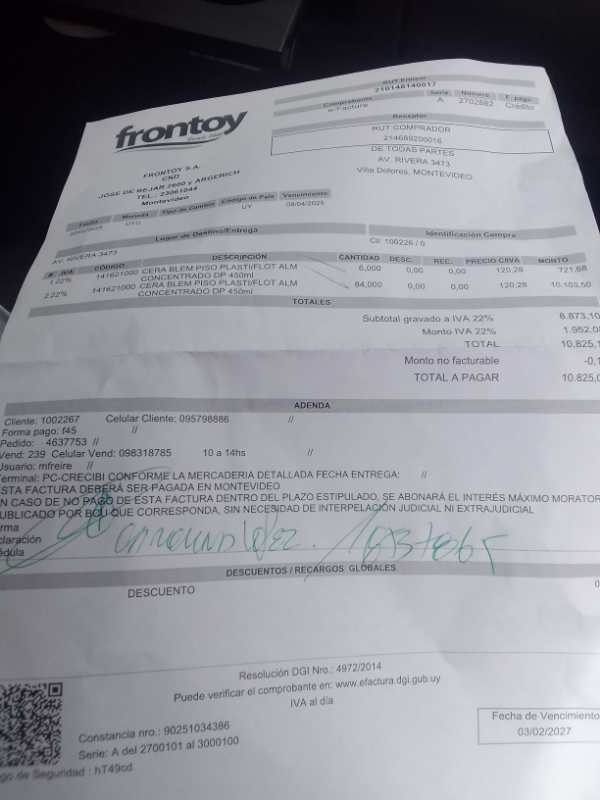 RUT Emisor
210148140017
Comprobante Serie Número F. pago
e-Factura A 2702882 Crédito
Receptor
RUT COMPRADOR
214689200016
DE TODAS PARTES
AV. RIVERA 3473
Villa Dolores, MONTEVIDEO
frontoy
FRONTOY S.A.
CND
JOSE DE BEJAR 2600 y ARGERICH
TEL.: 23061044
Montevideo
Fecha Moneda Tipo de Cambio Código de País Vencimiento
UYU UY 08/04/2025
Lugar de Destino/Entrega Identificación Compra
AV. RIVERA 3473 CE 100226 / 0
# IVA CÓDIGO DESCRIPCIÓN CANTIDAD DESC. REC. PRECIO C/IVA MONTO
1 22% 141621000 CERA BLEM PISO PLASTI/FLOT ALM 6,000 0,00 0,00 120,28 721,68
CONCENTRADO DP 450ml
2 22% 141621000 CERA BLEM PISO PLASTI/FLOT ALM 84,000 0,00 0,00 120,28 10.103,50
CONCENTRADO DP 450ml
TOTALES
Subtotal gravado a IVA 22% 8.873,10
Monto IVA 22% 1.952,08
TOTAL 10.825,1
Monto no facturable -0,1
TOTAL A PAGAR 10.825,0
ADENDA
Cliente: 1002267 Celular Cliente: 095798886 //
Forma pago: f45 //
Pedido: 4637753 //
Vend: 239 Celular Vend: 098318785 10 a 14hs //
Usuario: mfreire //
Terminal: PC-CRECIBI CONFORME LA MERCADERIA DETALLADA FECHA ENTREGA: //
ESTA FACTURA DEBERÁ SER PAGADA EN MONTEVIDEO
EN CASO DE NO PAGO DE ESTA FACTURA DENTRO DEL PLAZO ESTIPULADO, SE ABONARÁ EL INTERÉS MÁXIMO MORATOR
PUBLICADO POR BCU QUE CORRESPONDA, SIN NECESIDAD DE INTERPELACIÓN JUDICIAL NI EXTRAJUDICIAL
Firma
Aclaración
Cédula
DESCUENTOS / RECARGOS GLOBALES
DESCUENTO 0
Resolución DGI Nro.: 4972/2014
Puede verificar el comprobante en: www.efactura.dgi.gub.uy
IVA al día
Constancia nro.: 90251034386
Serie: A del 2700101 al 3000100
Fecha de Vencimiento
03/02/2027
go de Seguridad : hT49cd